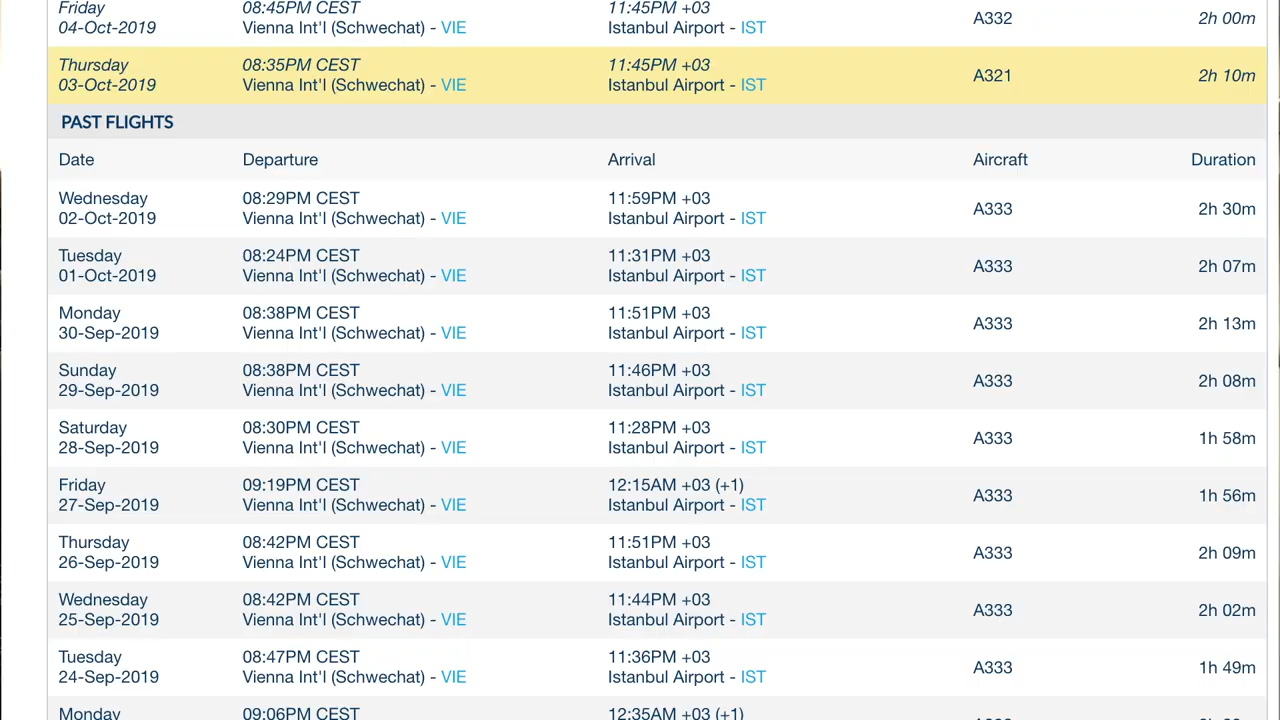 Friday 08:45PM CEST 11:45PM +03
04-Oct-2019 Vienna Int'l (Schwechat) - VIE Istanbul Airport - IST A332 2h 00m
Thursday 08:35PM CEST 11:45PM +03
03-Oct-2019 Vienna Int'l (Schwechat) - VIE Istanbul Airport - IST A321 2h 10m
PAST FLIGHTS
Date Departure Arrival Aircraft Duration
Wednesday 08:29PM CEST 11:59PM +03
02-Oct-2019 Vienna Int'l (Schwechat) - VIE Istanbul Airport - IST A333 2h 30m
Tuesday 08:24PM CEST 11:31PM +03
01-Oct-2019 Vienna Int'l (Schwechat) - VIE Istanbul Airport - IST A333 2h 07m
Monday 08:38PM CEST 11:51PM +03
30-Sep-2019 Vienna Int'l (Schwechat) - VIE Istanbul Airport - IST A333 2h 13m
Sunday 08:38PM CEST 11:46PM +03
29-Sep-2019 Vienna Int'l (Schwechat) - VIE Istanbul Airport - IST A333 2h 08m
Saturday 08:30PM CEST 11:28PM +03
28-Sep-2019 Vienna Int'l (Schwechat) - VIE Istanbul Airport - IST A333 1h 58m
Friday 09:19PM CEST 12:15AM +03 (+1)
27-Sep-2019 Vienna Int'l (Schwechat) - VIE Istanbul Airport - IST A333 1h 56m
Thursday 08:42PM CEST 11:51PM +03
26-Sep-2019 Vienna Int'l (Schwechat) - VIE Istanbul Airport - IST A333 2h 09m
Wednesday 08:42PM CEST 11:44PM +03
25-Sep-2019 Vienna Int'l (Schwechat) - VIE Istanbul Airport - IST A333 2h 02m
Tuesday 08:47PM CEST 11:36PM +03
24-Sep-2019 Vienna Int'l (Schwechat) - VIE Istanbul Airport - IST A333 1h 49m
Monday 09:06PM CEST 12:35AM +03 (+1)